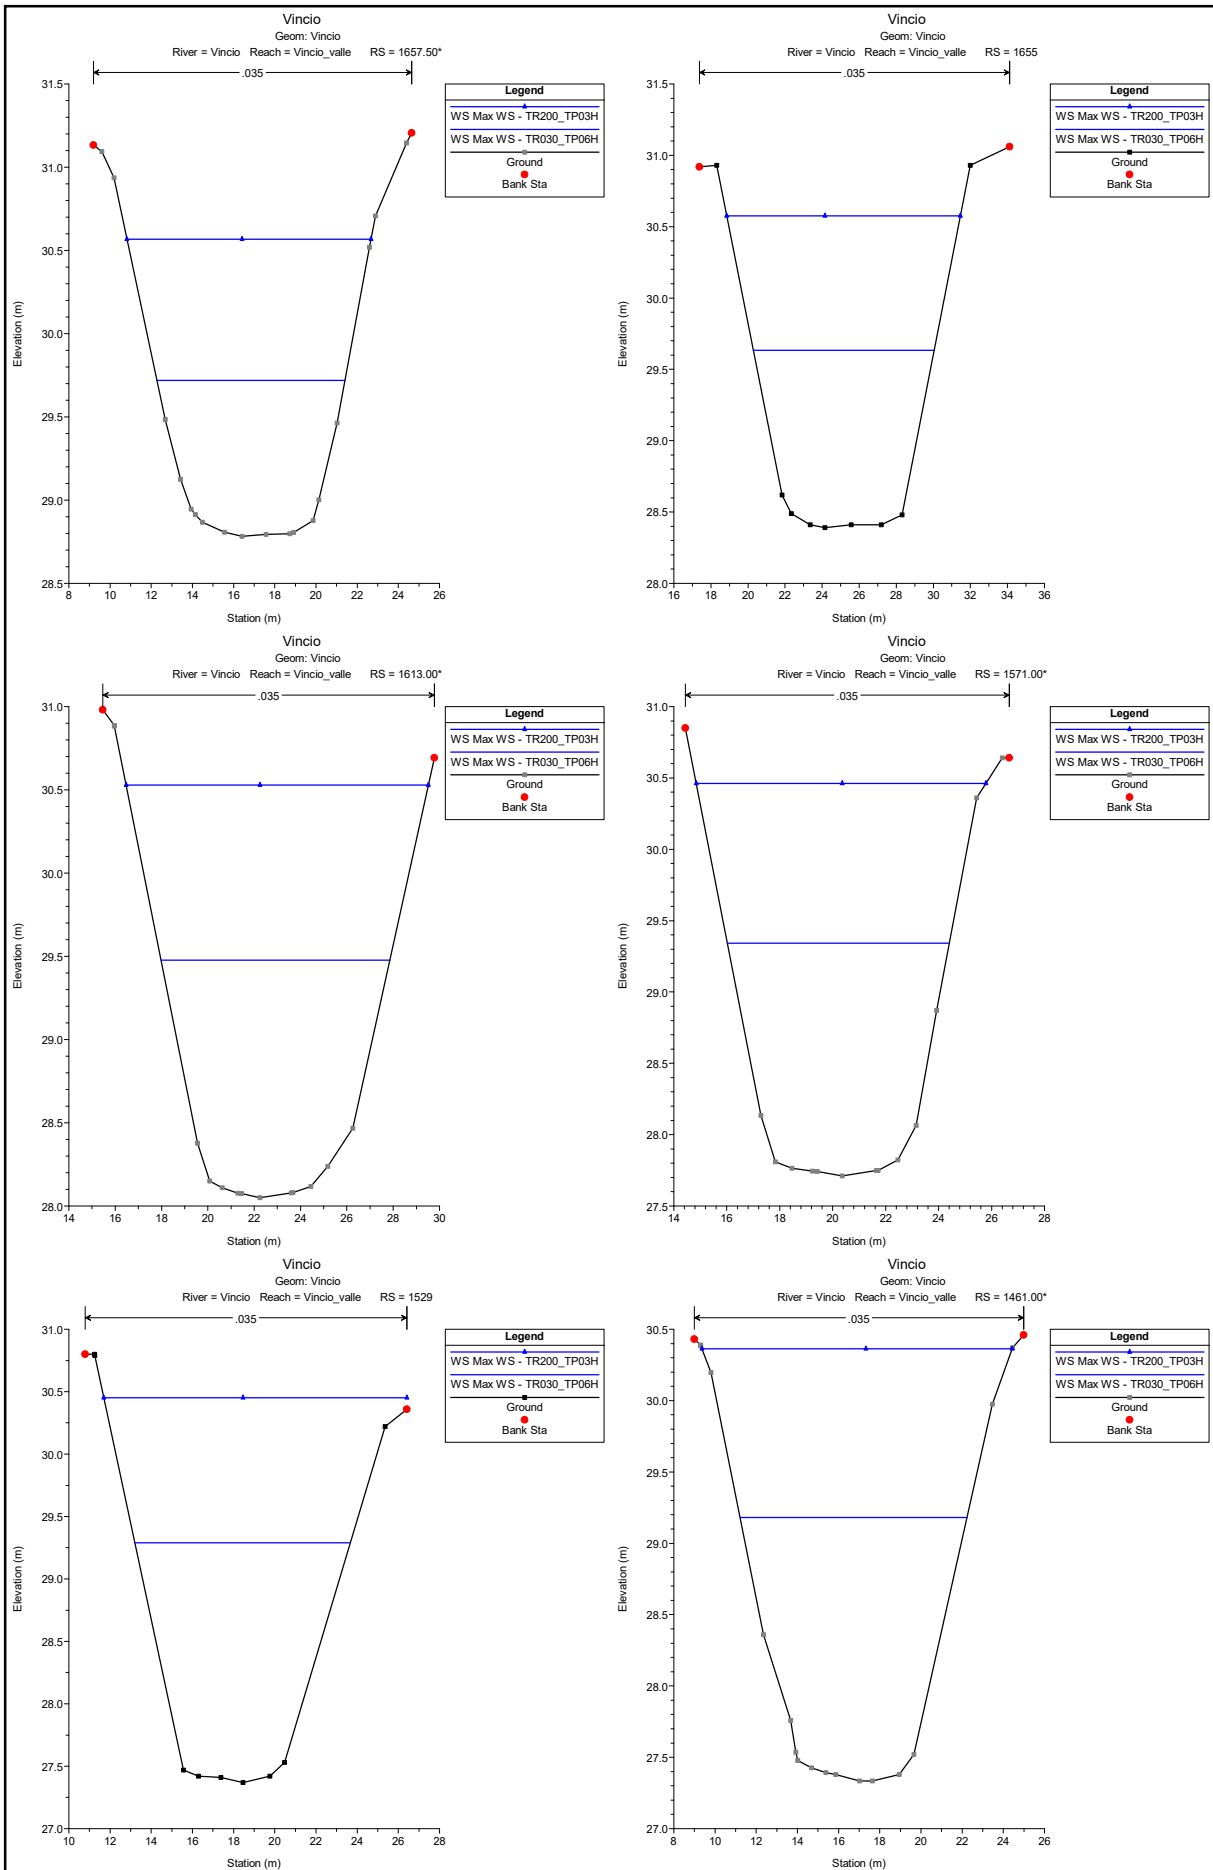 Vincio
Geom: Vincio
River = Vincio   Reach = Vincio_valle      RS = 1657.50*
.035
Legend
WS Max WS - TR200_TP03H
WS Max WS - TR030_TP06H
Ground
Bank Sta
31.5
31.0
30.5
30.0
29.5
29.0
28.5
Elevation (m)
8 10 12 14 16 18 20 22 24 26
Station (m)
Vincio
Geom: Vincio
River = Vincio   Reach = Vincio_valle      RS = 1655
.035
Legend
WS Max WS - TR200_TP03H
WS Max WS - TR030_TP06H
Ground
Bank Sta
31.5
31.0
30.5
30.0
29.5
29.0
28.5
28.0
Elevation (m)
16 18 20 22 24 26 28 30 32 34 36
Station (m)
Vincio
Geom: Vincio
River = Vincio   Reach = Vincio_valle      RS = 1613.00*
.035
Legend
WS Max WS - TR200_TP03H
WS Max WS - TR030_TP06H
Ground
Bank Sta
31.0
30.5
30.0
29.5
29.0
28.5
28.0
Elevation (m)
14 16 18 20 22 24 26 28 30
Station (m)
Vincio
Geom: Vincio
River = Vincio   Reach = Vincio_valle      RS = 1571.00*
.035
Legend
WS Max WS - TR200_TP03H
WS Max WS - TR030_TP06H
Ground
Bank Sta
31.0
30.5
30.0
29.5
29.0
28.5
28.0
27.5
Elevation (m)
14 16 18 20 22 24 26 28
Station (m)
Vincio
Geom: Vincio
River = Vincio   Reach = Vincio_valle      RS = 1529
.035
Legend
WS Max WS - TR200_TP03H
WS Max WS - TR030_TP06H
Ground
Bank Sta
31.0
30.5
30.0
29.5
29.0
28.5
28.0
27.5
27.0
Elevation (m)
10 12 14 16 18 20 22 24 26 28
Station (m)
Vincio
Geom: Vincio
River = Vincio   Reach = Vincio_valle      RS = 1461.00*
.035
Legend
WS Max WS - TR200_TP03H
WS Max WS - TR030_TP06H
Ground
Bank Sta
30.5
30.0
29.5
29.0
28.5
28.0
27.5
27.0
Elevation (m)
8 10 12 14 16 18 20 22 24 26
Station (m)